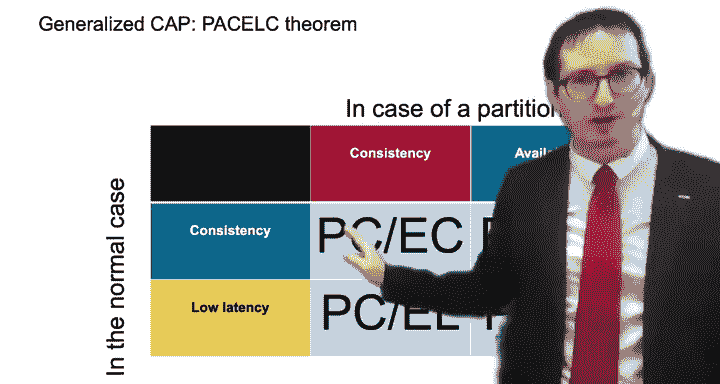 Generalized CAP: PACELC theorem
In case of a partition
Consistency
In the normal case
Consistency
PC/EC
Low latency
PC/EL